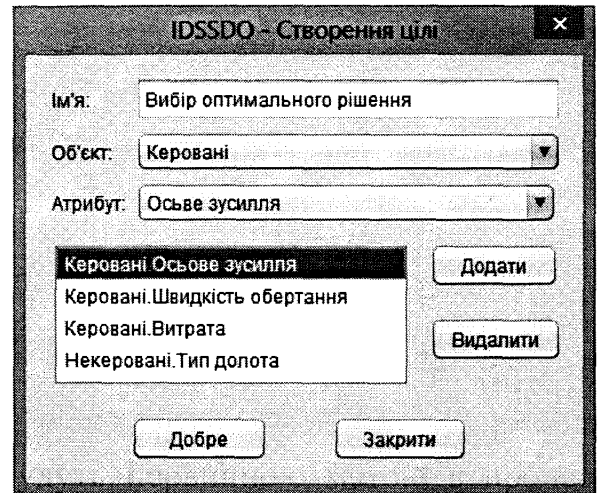 IDSSDO - Створення цілі
Ім'я: Вибір оптимального рішення
Об'єкт: Керовані
Атрибут: Осьве зусилля
Керовані.Осьове зусилля
Керовані.Швидкість обертання
Керовані.Витрата
Некеровані.Тип долота
Додати
Видалити
Добре
Закрити